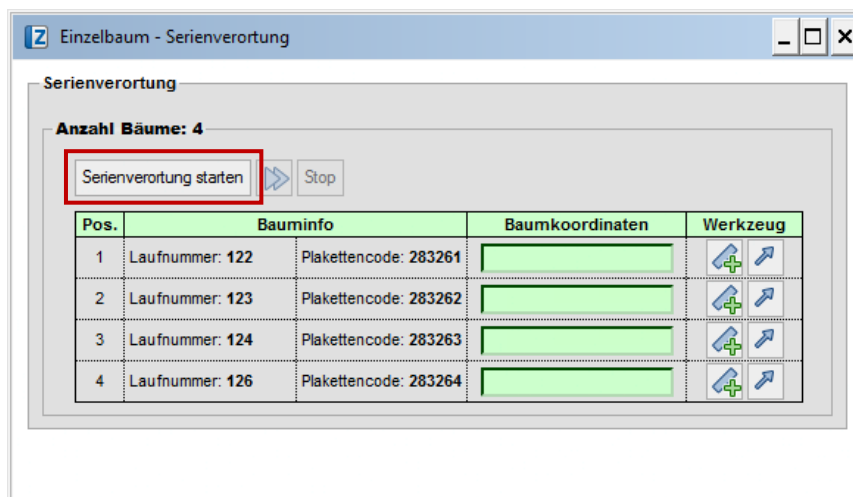 Z Einzelbaum - Serienverortung
Serienverortung
Anzahl Bäume: 4
Serienverortung starten Stop
Pos. Bauminfo Baumkoordinaten Werkzeug
1 Laufnummer: 122 Plakettencode: 283261
2 Laufnummer: 123 Plakettencode: 283262
3 Laufnummer: 124 Plakettencode: 283263
4 Laufnummer: 126 Plakettencode: 283264